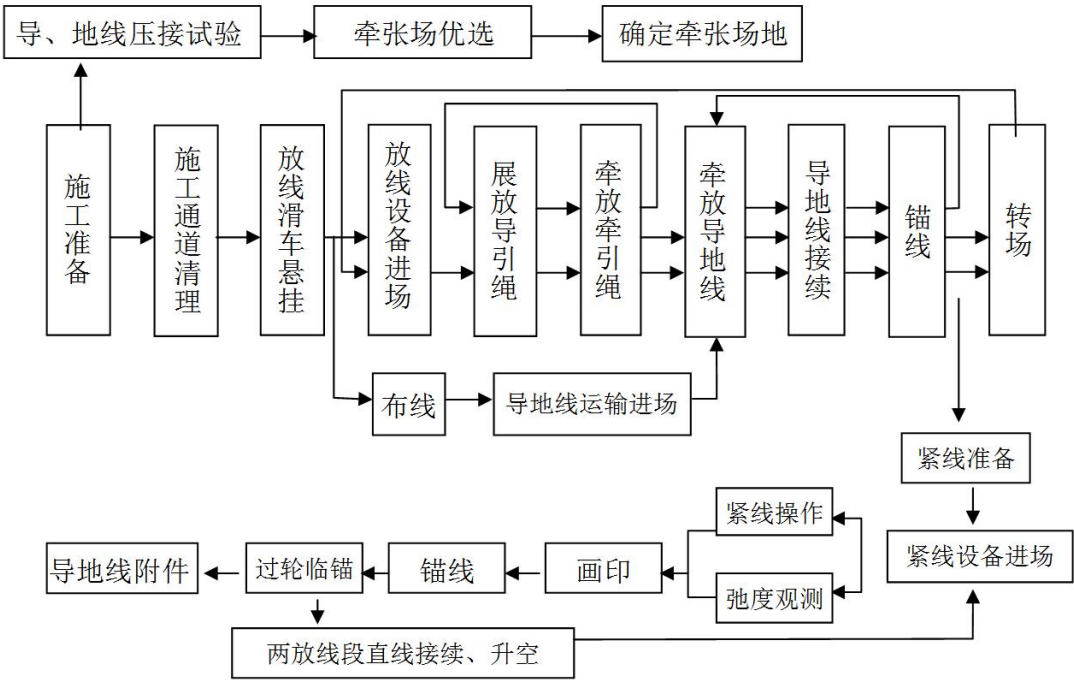 导、地线压接试验
牵张场优选
确定牵张场地
施工准备
施工通道清理
放线滑车悬挂
放线设备进场
展放导引绳
牵放牵引绳
牵放导地线
导地线接续
锚线
转场
布线
导地线运输进场
紧线准备
紧线操作
紧线设备进场
导地线附件
过轮临锚
锚线
画印
弛度观测
两放线段直线接续、升空